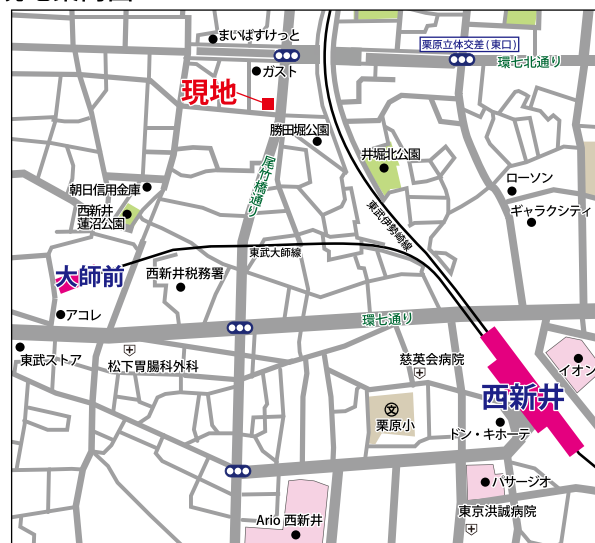 まいばすけっと
栗原立体交差(東口)
環七北通り
ガスト
現地
勝田堀公園
井堀北公園
尾竹橋通り
ローソン
朝日信用金庫
西新井
蓮沼公園
ギャラクシティ
東武伊勢崎線
東武大師線
大師前
西新井税務署
アコレ
環七通り
東武ストア
松下胃腸科外科
慈英会病院
イオン
西新井
文
栗原小
ドン・キホーテ
パサージオ
東京洪誠病院
Ario 西新井